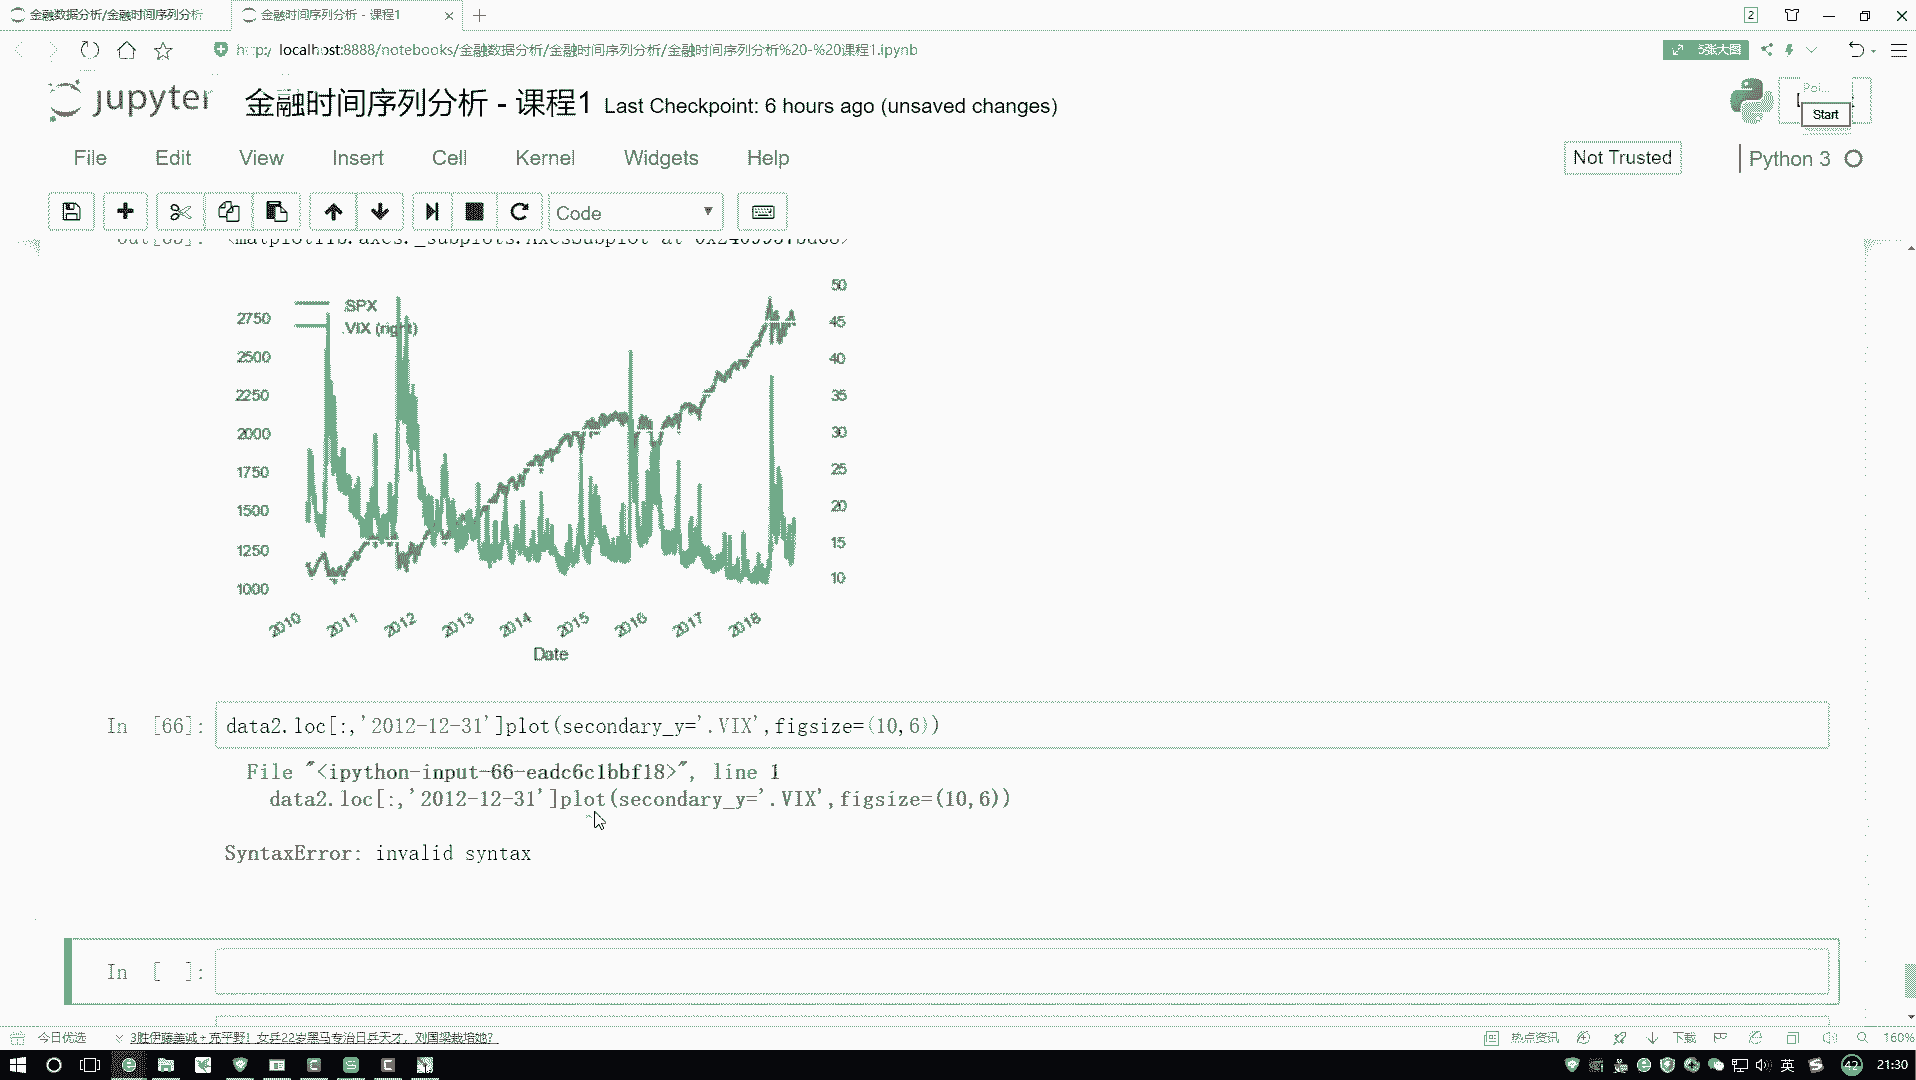 金融数据分析/金融时间序列分析
金融时间序列分析 - 课程1
2
localhost:8888/notebooks/金融数据分析/金融时间序列分析/金融时间序列分析%20-%20课程1.ipynb
5张大图
jupyter
金融时间序列分析 - 课程1 Last Checkpoint: 6 hours ago (unsaved changes)
Poi...
Start
File Edit View Insert Cell Kernel Widgets Help
Not Trusted
Python 3
Code
.SPX
.VIX (right)
2750
2500
2250
2000
1750
1500
1250
1000
50
45
40
35
30
25
20
15
10
2010 2011 2012 2013 2014 2015 2016 2017 2018
Date
In [66]: data2.loc[:,'2012-12-31']plot(secondary_y='.VIX',figsize=(10,6))
File "<ipython-input-66-eadc6c1bbf18>", line 1
data2.loc[:,'2012-12-31']plot(secondary_y='.VIX',figsize=(10,6))
^
SyntaxError: invalid syntax
In [ ]:
今日优选
3胜伊藤美诚+克平野！女乒22岁黑马专治日乒天才，刘国梁栽培她？
热点资讯
下载
160%
英
42
21:30